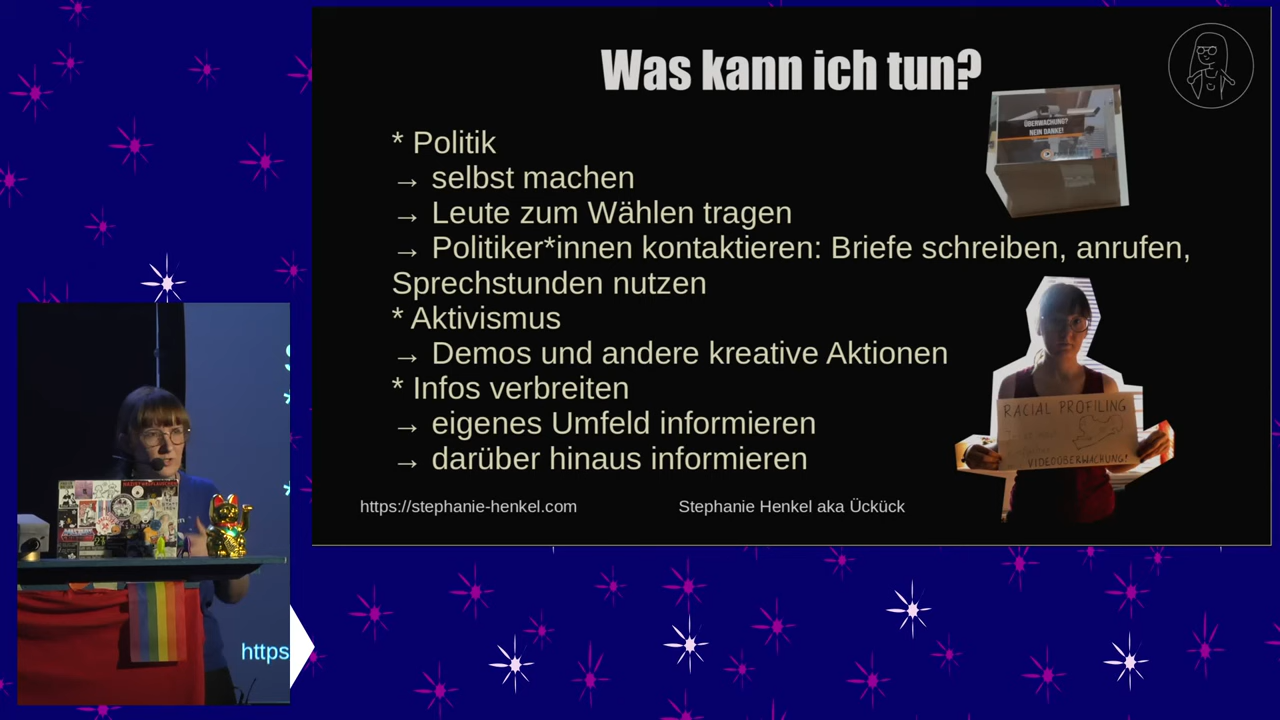 Was kann ich tun?
ÜBERWACHUNG?
NEIN DANKE!
* Politik
→ selbst machen
→ Leute zum Wählen tragen
→ Politiker*innen kontaktieren: Briefe schreiben, anrufen,
Sprechstunden nutzen
* Aktivismus
→ Demos und andere kreative Aktionen
* Infos verbreiten
→ eigenes Umfeld informieren
→ darüber hinaus informieren
RACIAL PROFILING
VIDEOÜBERWACHUNG!
https://stephanie-henkel.com
Stephanie Henkel aka Ückück
https